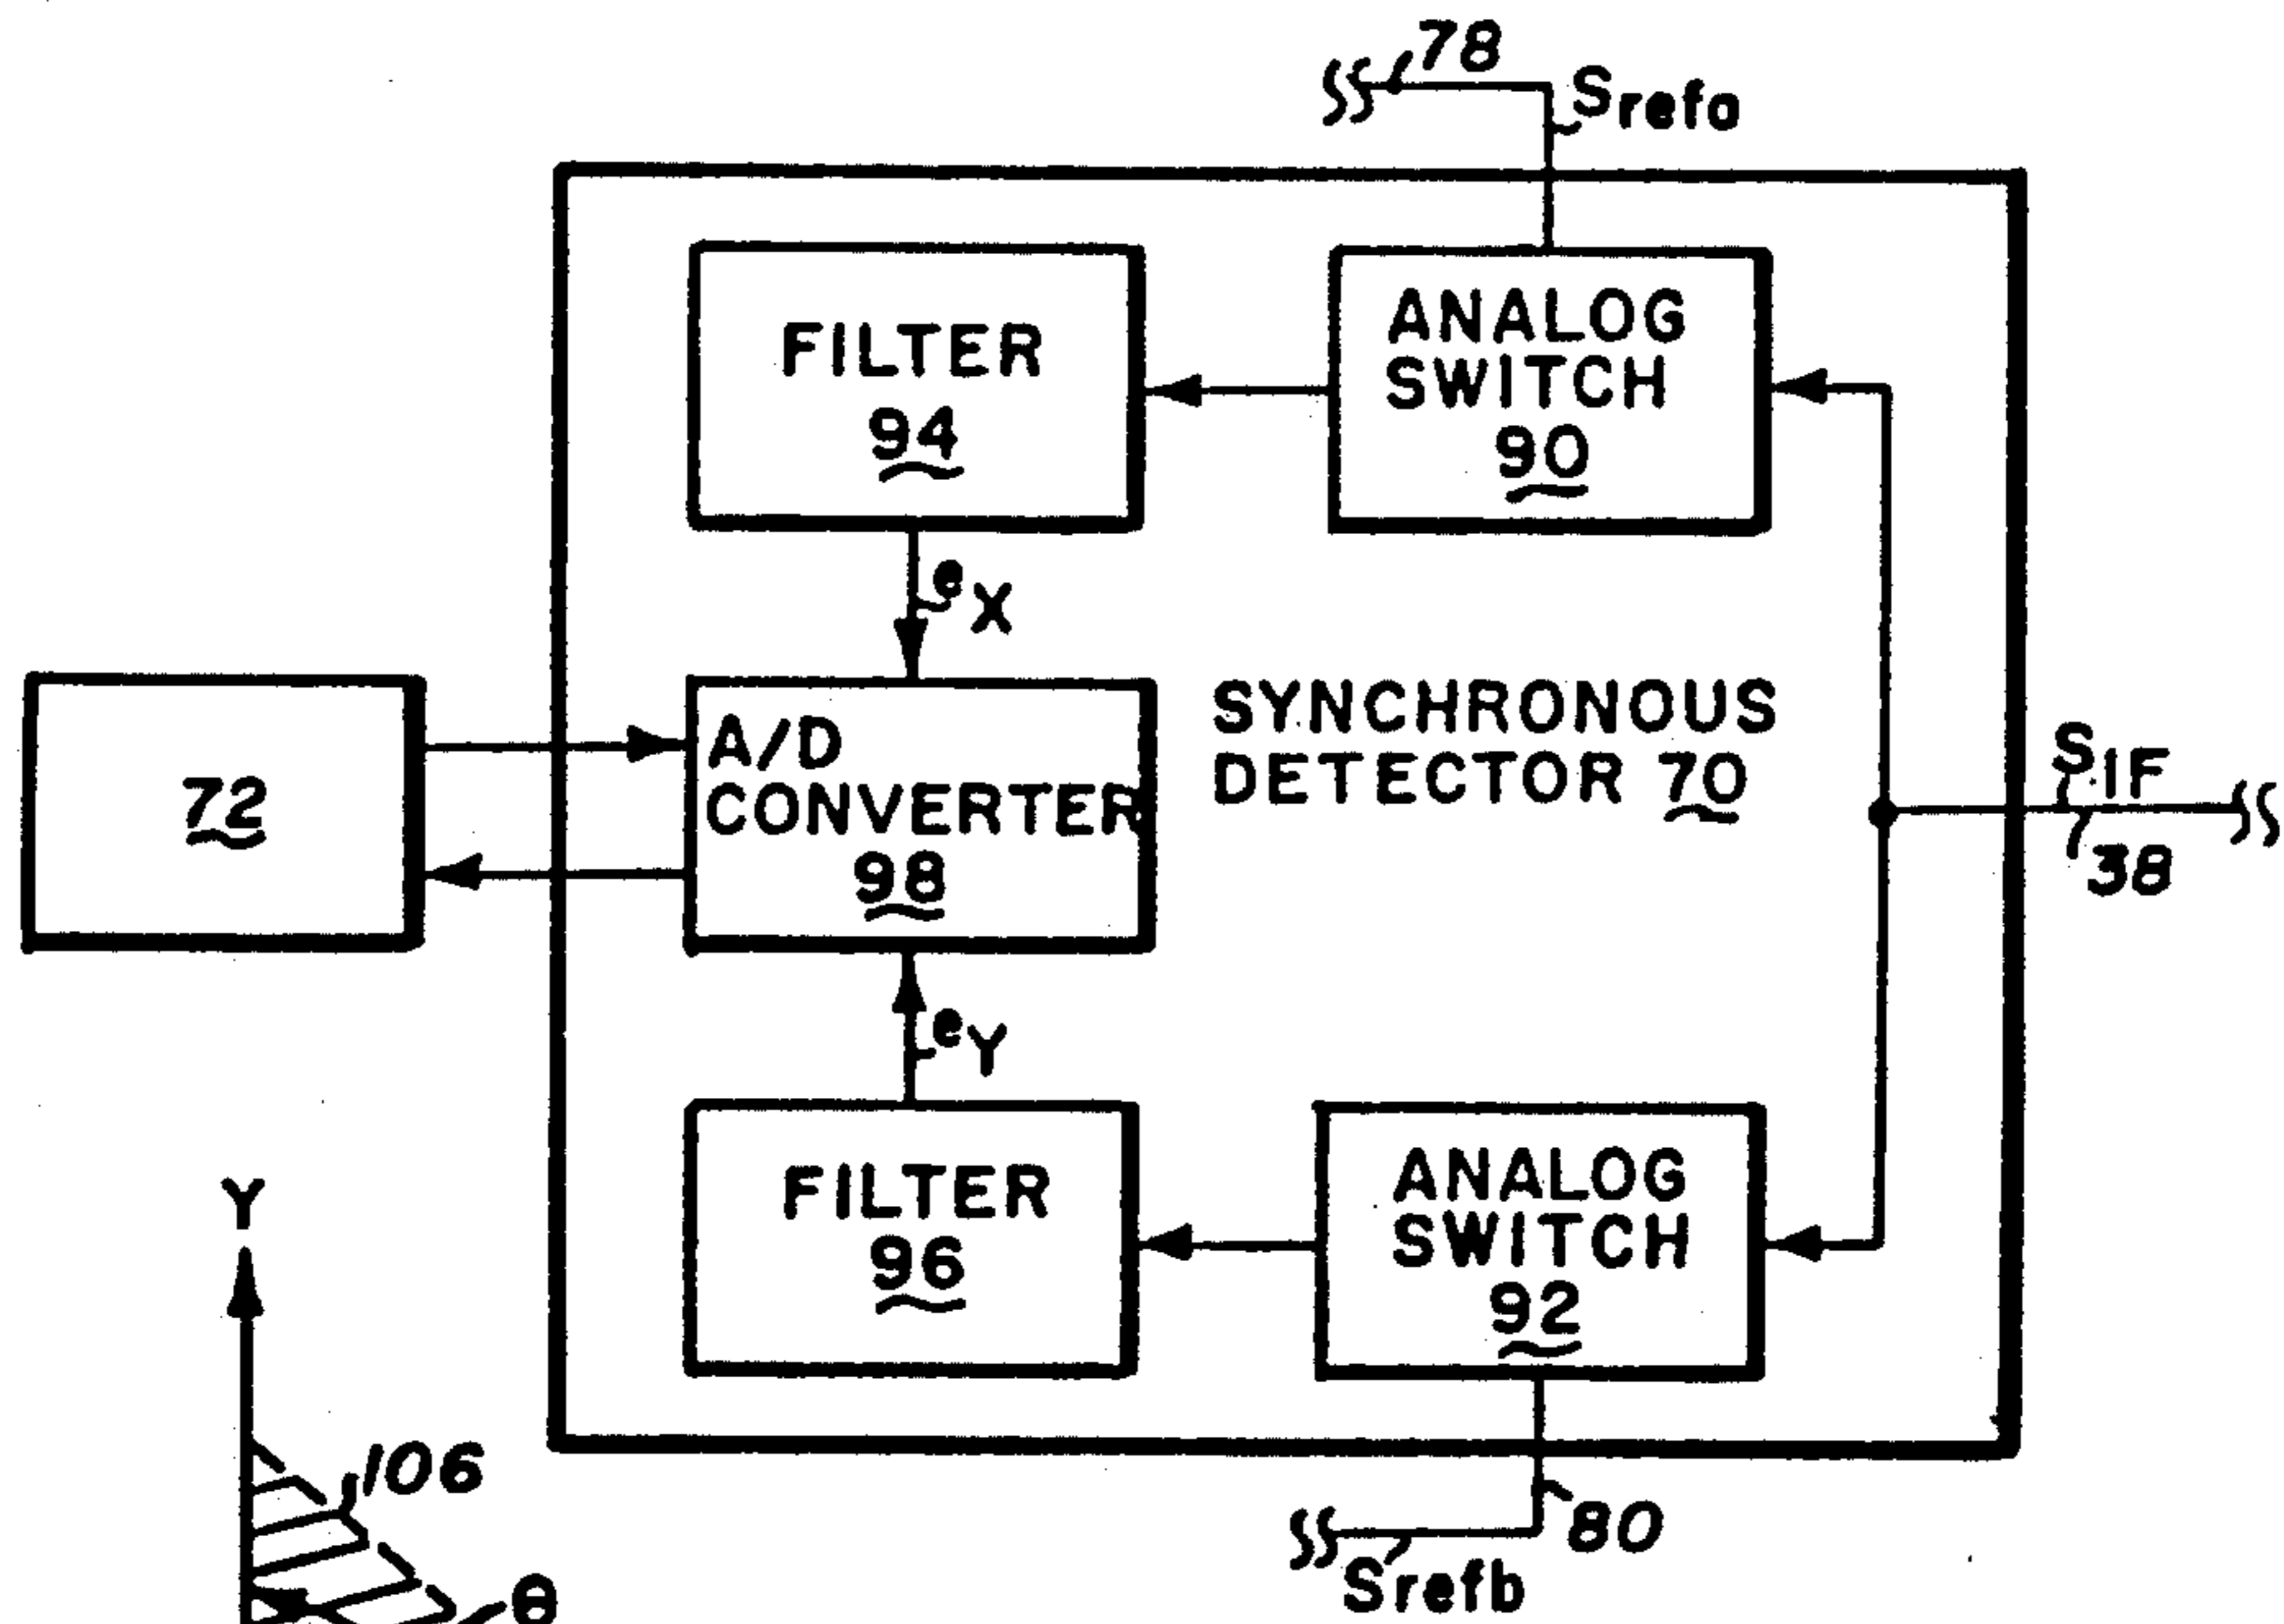 78
Srefa
FILTER
94
ANALOG
SWITCH
90
eX
72
A/D
CONVERTER
98
SYNCHRONOUS
DETECTOR 70
SIF
38
eY
FILTER
96
ANALOG
SWITCH
92
Y
106
θ
80
Srefb